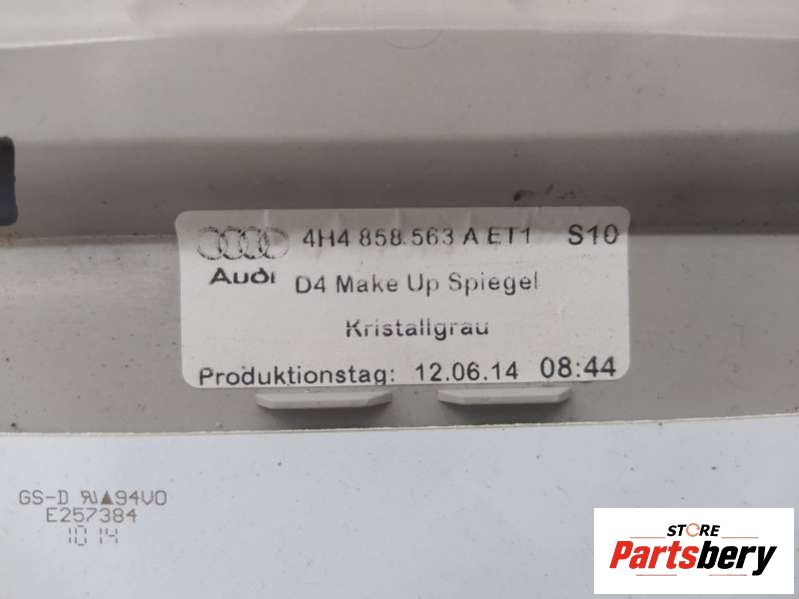 4H4 858.563 A ET1 S10
Audi
D4 Make Up Spiegel
Kristallgrau
Produktionstag: 12.06.14 08:44
GS-D 94V0
E257384
1014
STORE
Partsbery